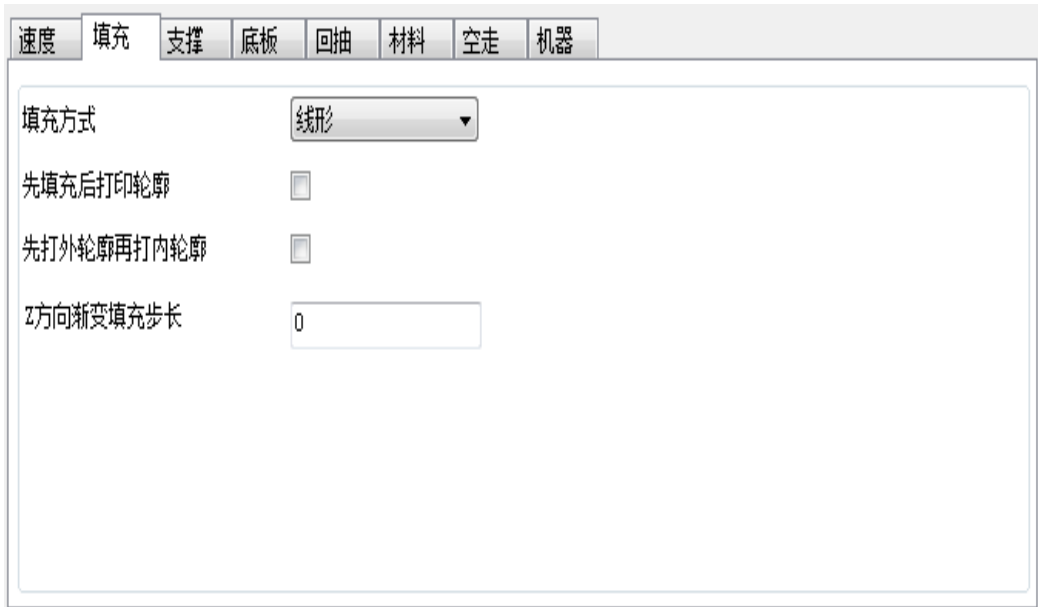 速度 填充 支撑 底板 回抽 材料 空走 机器
填充方式 线形
先填充后打印轮廓
先打外轮廓再打内轮廓
Z方向渐变填充步长 0